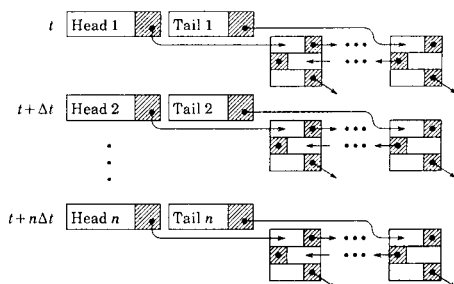 t Head 1 Tail 1
t + Δt Head 2 Tail 2
t + nΔt Head n Tail n